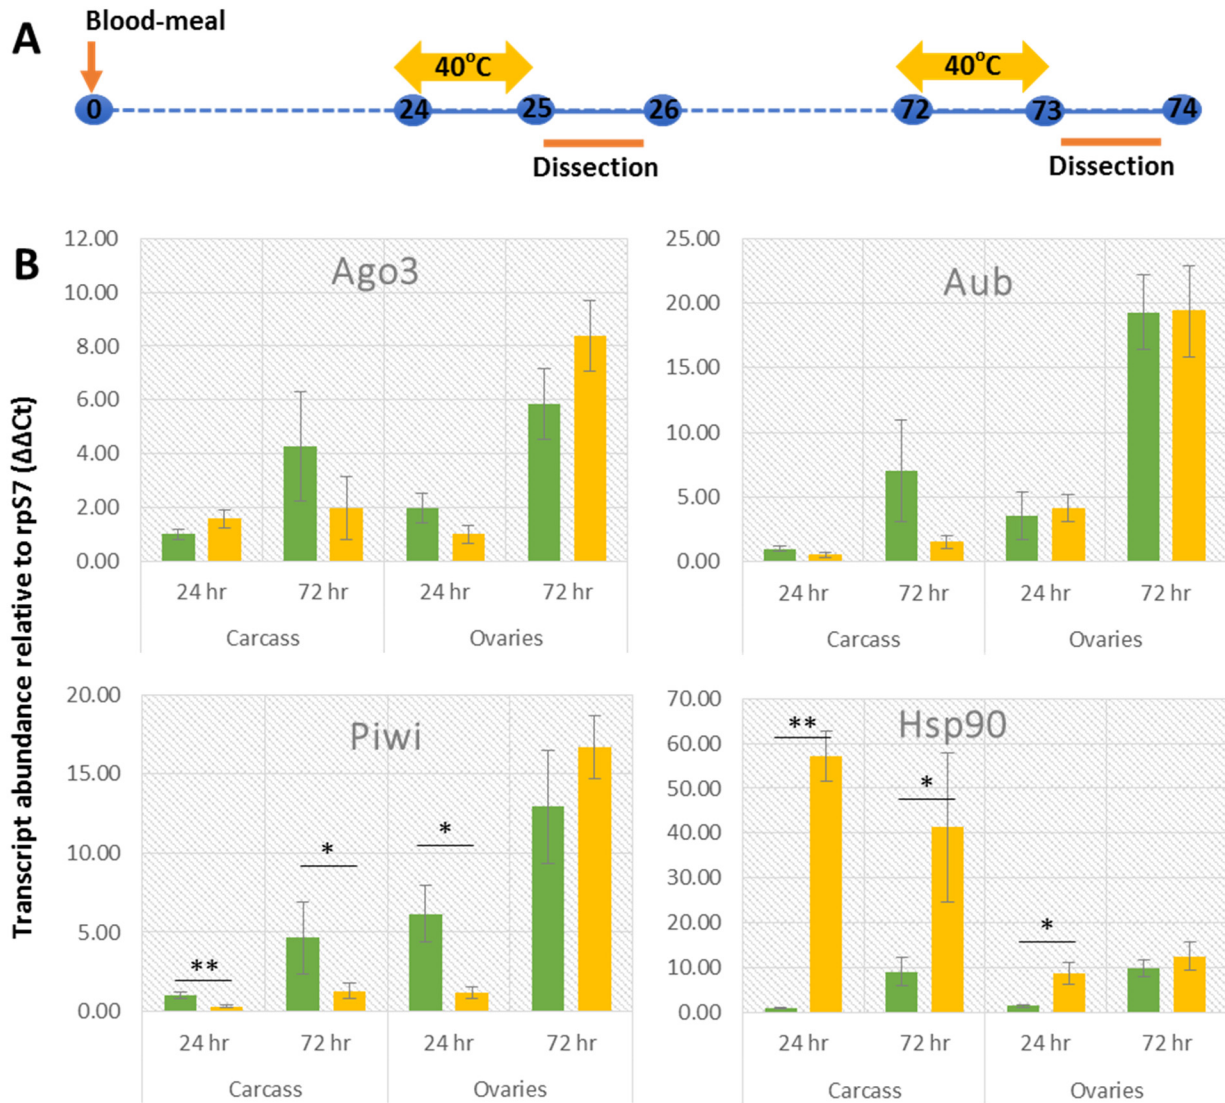 A
Blood-meal
40°C 40°C
0 24 25 26 72 73 74
Dissection Dissection
B
Transcript abundance relative to rpS7 (ΔΔCt)
Ago3
12.00
10.00
8.00
6.00
4.00
2.00
0.00
24 hr 72 hr 24 hr 72 hr
Carcass Ovaries
Aub
25.00
20.00
15.00
10.00
5.00
0.00
24 hr 72 hr 24 hr 72 hr
Carcass Ovaries
Piwi
20.00
15.00
10.00
5.00
0.00
** * *
24 hr 72 hr 24 hr 72 hr
Carcass Ovaries
Hsp90
70.00
60.00
50.00
40.00
30.00
20.00
10.00
0.00
** * *
24 hr 72 hr 24 hr 72 hr
Carcass Ovaries